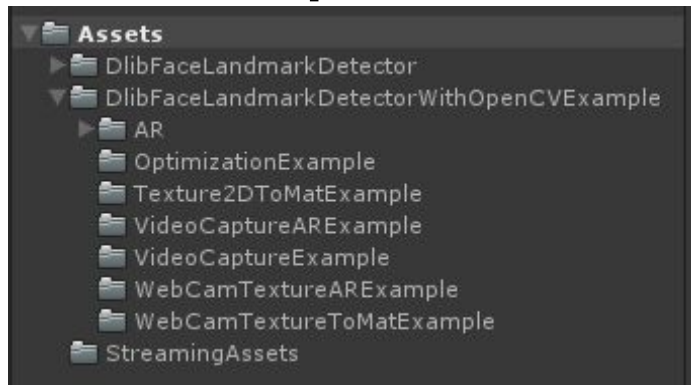 Assets
DlibFaceLandmarkDetector
DlibFaceLandmarkDetectorWithOpenCVExample
AR
OptimizationExample
Texture2DToMatExample
VideoCaptureARExample
VideoCaptureExample
WebCamTextureARExample
WebCamTextureToMatExample
StreamingAssets